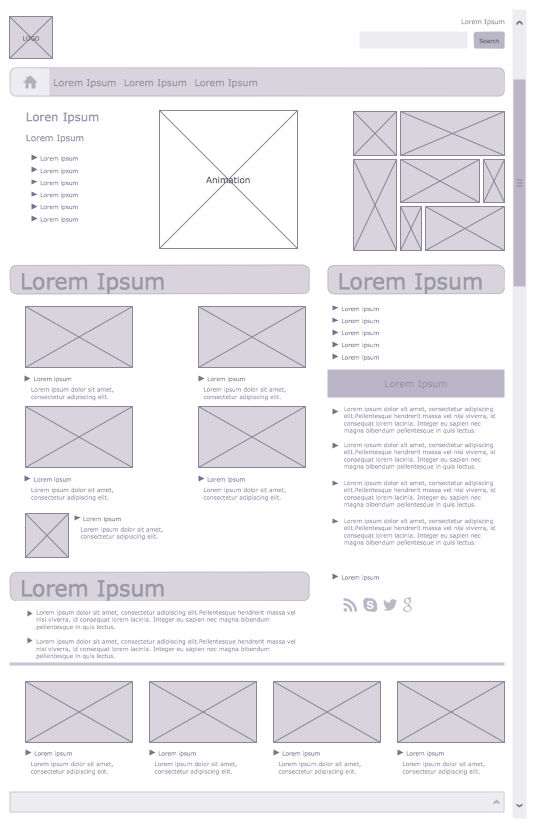 LOGO
Lorem Ipsum
Search
Lorem Ipsum Lorem Ipsum Lorem Ipsum
Loren Ipsum
Lorem Ipsum
Lorem ipsum
Lorem ipsum
Lorem ipsum
Lorem ipsum
Lorem ipsum
Lorem ipsum
Animation
Lorem Ipsum
Lorem ipsum
Lorem ipsum dolor sit amet,
consectetur adipiscing elit.
Lorem ipsum
Lorem ipsum dolor sit amet,
consectetur adipiscing elit.
Lorem ipsum
Lorem ipsum dolor sit amet,
consectetur adipiscing elit.
Lorem ipsum
Lorem ipsum dolor sit amet,
consectetur adipiscing elit.
Lorem ipsum
Lorem ipsum dolor sit amet,
consectetur adipiscing elit.
Lorem Ipsum
Lorem ipsum dolor sit amet, consectetur adipiscing elit.Pellentesque hendrerit massa vel
nisi viverra, id consequat lorem lacinia. Integer eu sapien nec magna bibendum
pellentesque in quis lectus.
Lorem ipsum dolor sit amet, consectetur adipiscing elit.Pellentesque hendrerit massa vel
nisi viverra, id consequat lorem lacinia. Integer eu sapien nec magna bibendum
pellentesque in quis lectus.
Lorem Ipsum
Lorem ipsum
Lorem ipsum
Lorem ipsum
Lorem ipsum
Lorem ipsum
Lorem Ipsum
Lorem ipsum dolor sit amet, consectetur adipiscing
elit.Pellentesque hendrerit massa vel nisi viverra, id
consequat lorem lacinia. Integer eu sapien nec
magna bibendum pellentesque in quis lectus.
Lorem ipsum dolor sit amet, consectetur adipiscing
elit.Pellentesque hendrerit massa vel nisi viverra, id
consequat lorem lacinia. Integer eu sapien nec
magna bibendum pellentesque in quis lectus.
Lorem ipsum dolor sit amet, consectetur adipiscing
elit.Pellentesque hendrerit massa vel nisi viverra, id
consequat lorem lacinia. Integer eu sapien nec
magna bibendum pellentesque in quis lectus.
Lorem ipsum dolor sit amet, consectetur adipiscing
elit.Pellentesque hendrerit massa vel nisi viverra, id
consequat lorem lacinia. Integer eu sapien nec
magna bibendum pellentesque in quis lectus.
Lorem ipsum
Lorem ipsum
Lorem ipsum dolor sit amet,
consectetur adipiscing elit.
Lorem ipsum
Lorem ipsum dolor sit amet,
consectetur adipiscing elit.
Lorem ipsum
Lorem ipsum dolor sit amet,
consectetur adipiscing elit.
Lorem ipsum
Lorem ipsum dolor sit amet,
consectetur adipiscing elit.